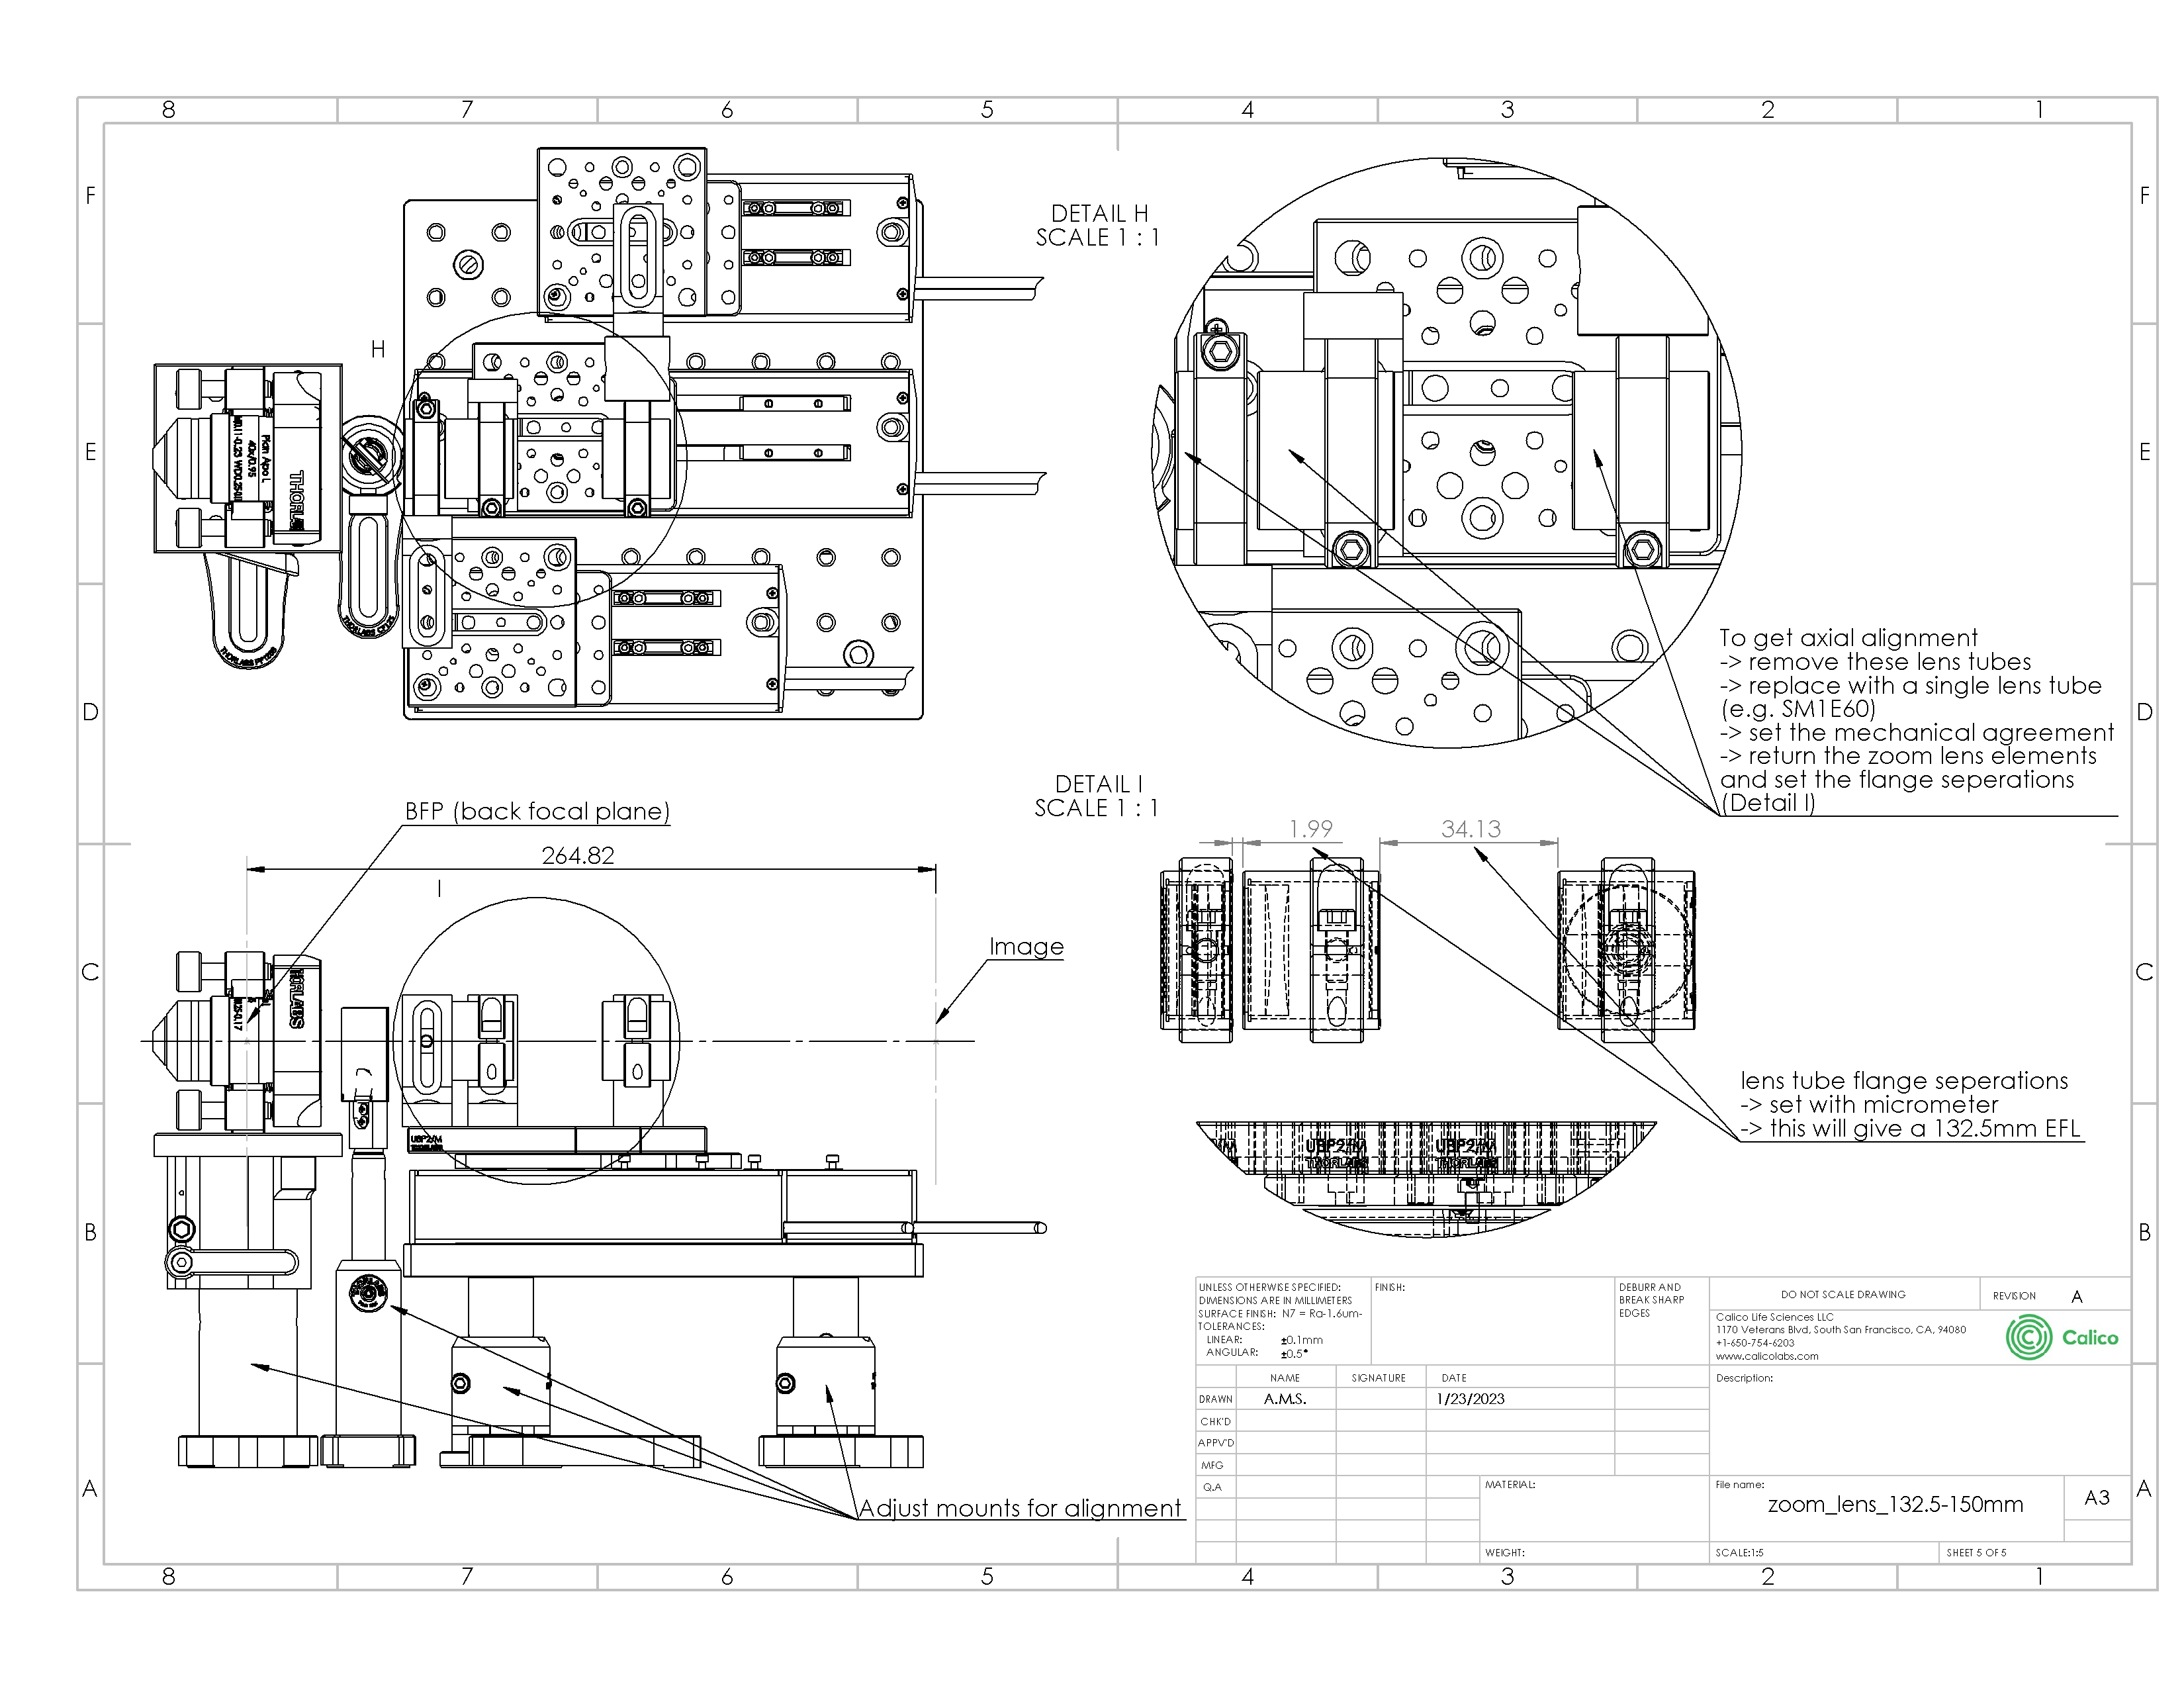 8 7 6 5 4 3 2 1
F
F
E
E
D
D
C
C
B
B
A
A
DETAIL H
SCALE 1 : 1
H
Plan Apo L
40x/0.95
THORLABS CP125
To get axial alignment
-> remove these lens tubes
-> replace with a single lens tube
(e.g. SM1E60)
-> set the mechanical agreement
-> return the zoom lens elements
and set the flange seperations
(Detail I)
BFP (back focal plane)
264.82
I
Image
THORLABS
UBP2/M
THORLABS
DETAIL I
SCALE 1 : 1
1.99
34.13
lens tube flange seperations
-> set with micrometer
-> this will give a 132.5mm EFL
UBP2/M
THORLABS
UBP2/M
THORLABS
Adjust mounts for alignment
UNLESS OTHERWISE SPECIFIED:
DIMENSIONS ARE IN MILLIMETERS
SURFACE FINISH: N7 = Ra-1.6um-
TOLERANCES:
LINEAR: ±0.1mm
ANGULAR: ±0.5°
FINISH:
DEBURR AND
BREAK SHARP
EDGES
DO NOT SCALE DRAWING
REVISION A
Calico Life Sciences LLC
1170 Veterans Blvd, South San Francisco, CA, 94080
+1-650-754-6203
www.calicolabs.com
Calico
NAME SIGNATURE DATE
DRAWN A.M.S. 1/23/2023
CHK'D
APPV'D
MFG
Q.A
Description:
MATERIAL:
WEIGHT:
File name:
zoom_lens_132.5-150mm
A3
SCALE:1:5
SHEET 5 OF 5
8 7 6 5 4 3 2 1